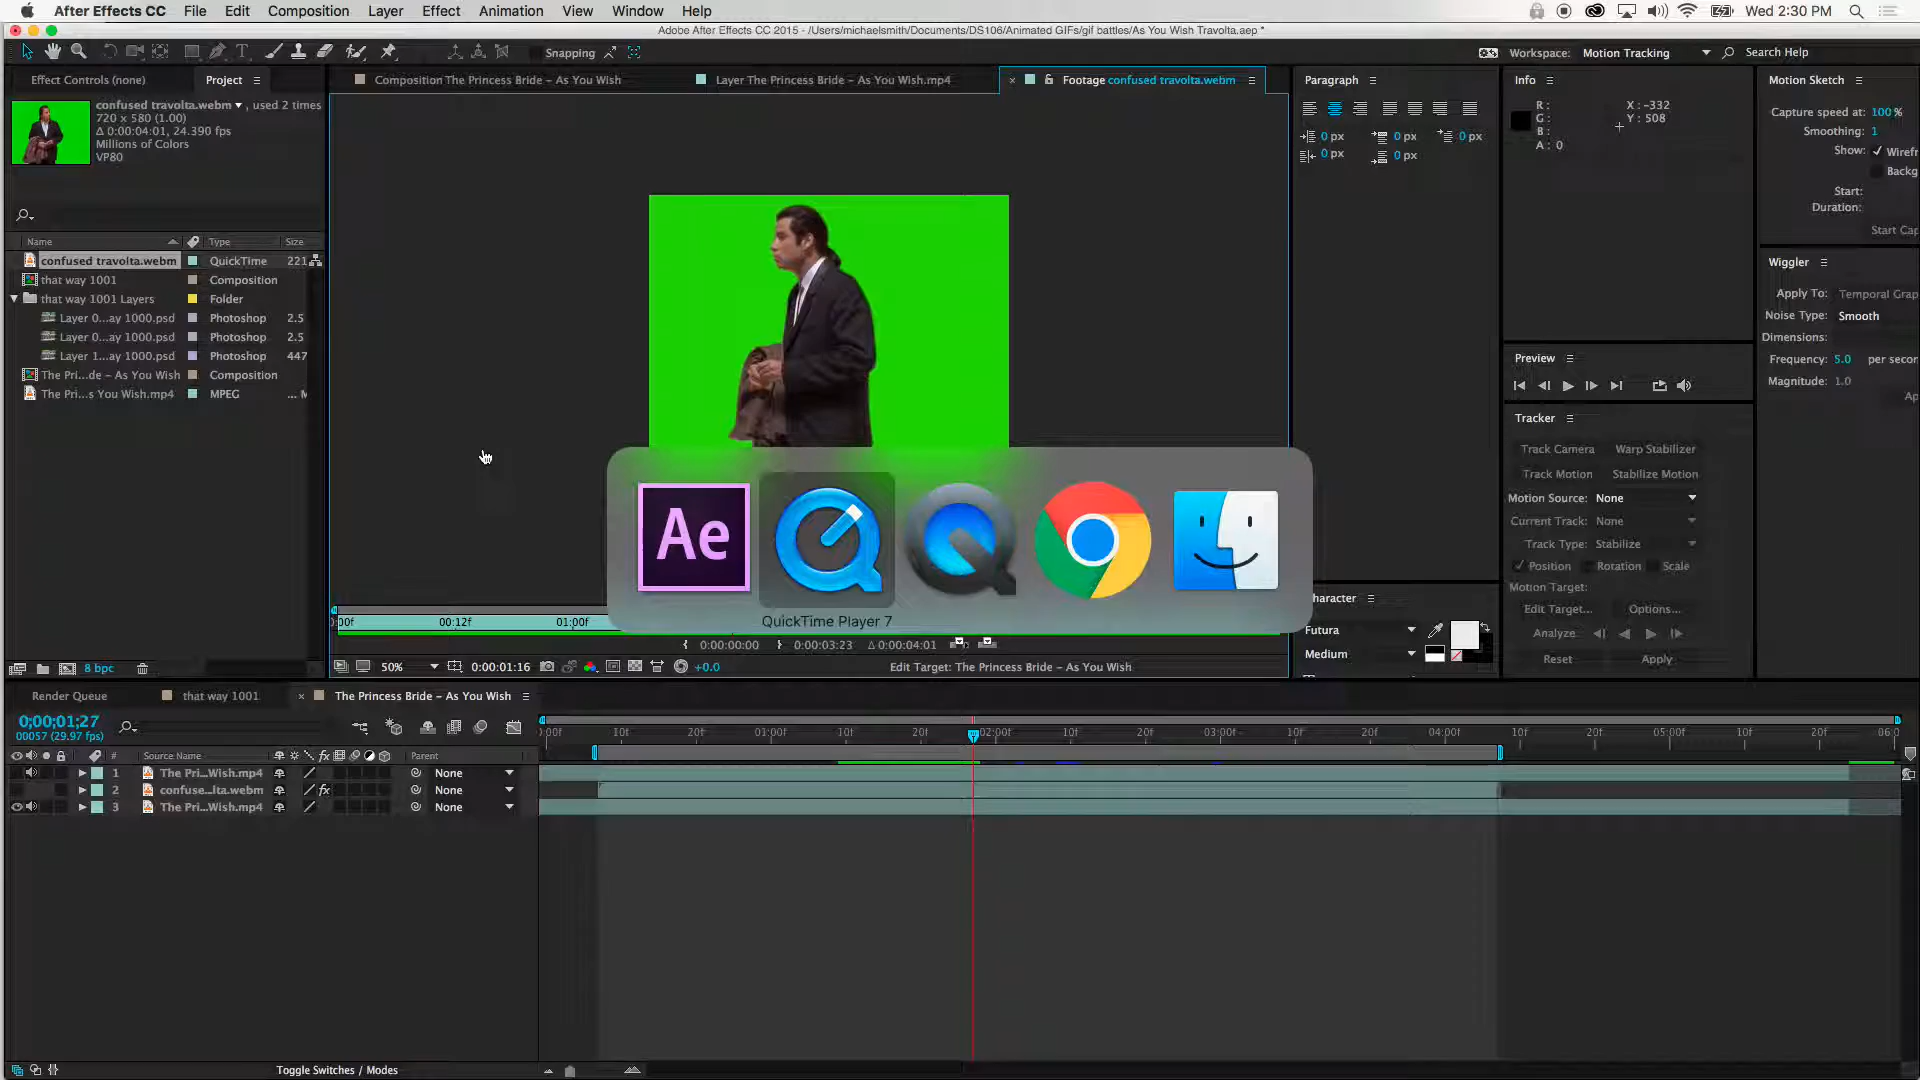 After Effects CC File Edit Composition Layer Effect Animation View Window Help Wed 2:30 PM
Adobe After Effects CC 2015 - /Users/michaelsmith/Documents/DS106/Animated GIFs/gif battles/As You Wish Travolta.aep *
Snapping Workspace: Motion Tracking Search Help
Effect Controls (none) Project Composition The Princess Bride - As You Wish Layer The Princess Bride - As You Wish.mp4 Footage confused travolta.webm Paragraph Info Motion Sketch
confused travolta.webm, used 2 times
720 x 580 (1.00)
Δ 0:00:04:01, 24.390 fps
Millions of Colors
VP80
0 px 0 px 0 px
0 px 0 px
R : X : -332
G : Y : 508
B :
A : 0
Capture speed at: 100 %
Smoothing: 1
Show: Wirefr
Backg
Start:
Duration:
Start Cap
Name Type Size
confused travolta.webm QuickTime 221
that way 1001 Composition
that way 1001 Layers Folder
Layer 0...ay 1000.psd Photoshop 2.5
Layer 0...ay 1000.psd Photoshop 2.5
Layer 1...ay 1000.psd Photoshop 447
The Pri...de - As You Wish Composition
The Pri...s You Wish.mp4 MPEG ... M
Wiggler
Apply To: Temporal Grap
Noise Type: Smooth
Dimensions:
Frequency: 5.0 per secon
Magnitude: 1.0
Ap
Preview
Tracker
Track Camera Warp Stabilizer
Track Motion Stabilize Motion
Motion Source: None
Current Track: None
Track Type: Stabilize
Position Rotation Scale
Motion Target:
Edit Target... Options...
Analyze:
Reset Apply
Ae
QuickTime Player 7
haracter
Futura
Medium
:00f 00:12f 01:00f
0:00:00:00 0:00:03:23 Δ 0:00:04:01
8 bpc 50% 0:00:01:16 +0.0 Edit Target: The Princess Bride - As You Wish
Render Queue that way 1001 The Princess Bride - As You Wish
0;00;01;27
00057 (29.97 fps)
:00f 10f 20f 01:00f 10f 20f 02:00f 10f 20f 03:00f 10f 20f 04:00f 10f 20f 05:00f 10f 20f 06:0
# Source Name fx Parent
1 The Pri...Wish.mp4 None
2 confuse...lta.webm fx None
3 The Pri...Wish.mp4 None
Toggle Switches / Modes